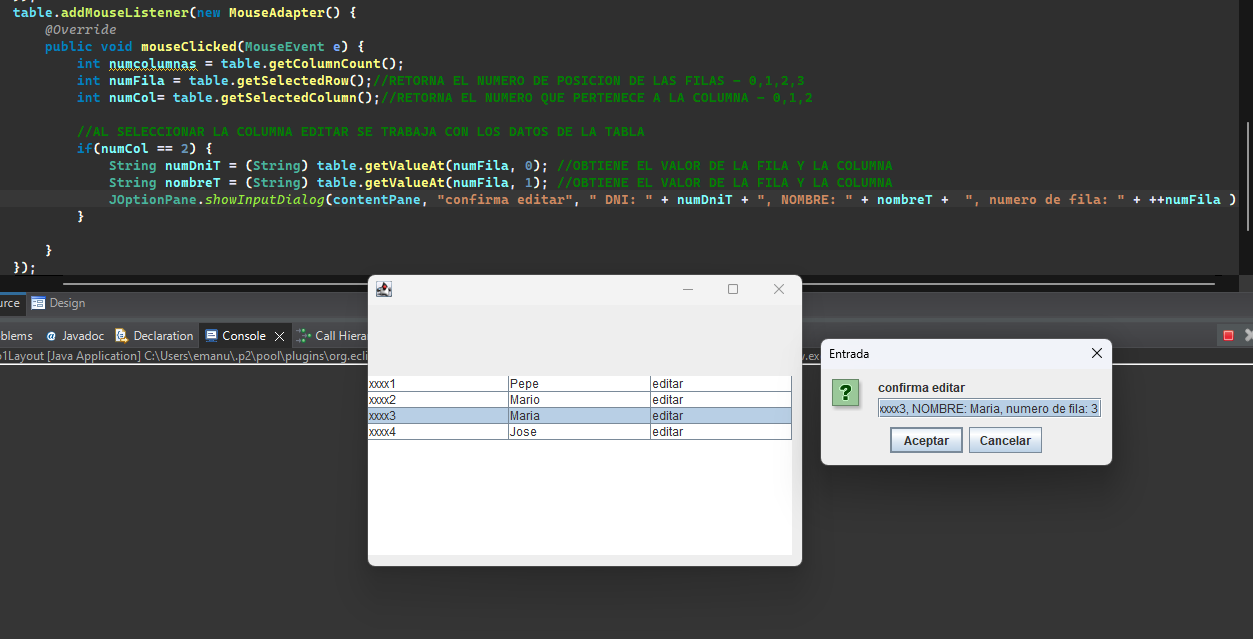 table.addMouseListener(new MouseAdapter() {
@Override
public void mouseClicked(MouseEvent e) {
int numcolumnas = table.getColumnCount();
int numFila = table.getSelectedRow();//RETORNA EL NUMERO DE POSICION DE LAS FILAS - 0,1,2,3
int numCol= table.getSelectedColumn();//RETORNA EL NUMERO QUE PERTENECE A LA COLUMNA - 0,1,2
//AL SELECCIONAR LA COLUMNA EDITAR SE TRABAJA CON LOS DATOS DE LA TABLA
if(numCol == 2) {
String numDniT = (String) table.getValueAt(numFila, 0); //OBTIENE EL VALOR DE LA FILA Y LA COLUMNA
String nombreT = (String) table.getValueAt(numFila, 1); //OBTIENE EL VALOR DE LA FILA Y LA COLUMNA
JOptionPane.showInputDialog(contentPane, "confirma editar", " DNI: " + numDniT + ", NOMBRE: " + nombreT +  ", numero de fila: " + ++numFila )
}
}
});
urce Design
blems Javadoc Declaration Console Call Hiera
o1Layout [Java Application] C:\Users\emanu\.p2\pool\plugins\org.ecli
v.ex
xxxx1 Pepe editar
xxxx2 Mario editar
xxxx3 Maria editar
xxxx4 Jose editar
Entrada
confirma editar
xxxx3, NOMBRE: Maria, numero de fila: 3
Aceptar Cancelar